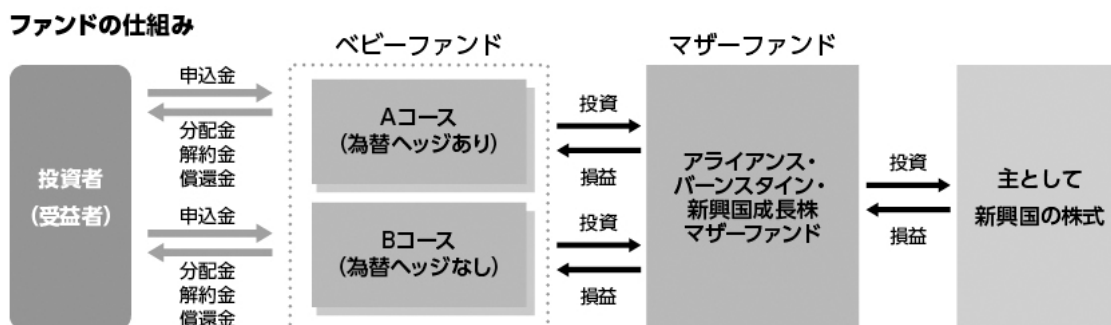 ファンドの仕組み
ベビーファンド
マザーファンド
投資者
(受益者)
申込金
分配金
解約金
償還金
申込金
分配金
解約金
償還金
Aコース
(為替ヘッジあり)
Bコース
(為替ヘッジなし)
投資
損益
投資
損益
アライアンス・
バーンスタイン・
新興国成長株
マザーファンド
投資
損益
主として
新興国の株式